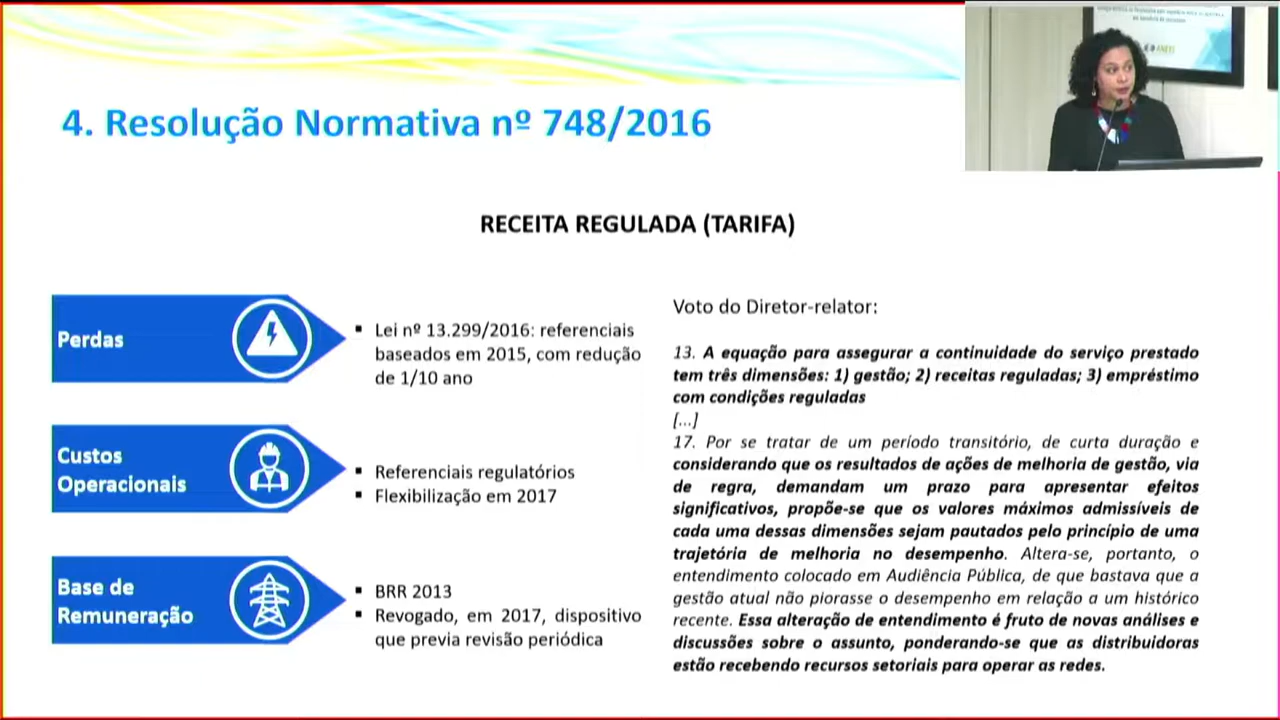 4. Resolução Normativa nº 748/2016
RECEITA REGULADA (TARIFA)
Perdas
▪ Lei nº 13.299/2016: referenciais
baseados em 2015, com redução
de 1/10 ano
Custos
Operacionais
▪ Referenciais regulatórios
▪ Flexibilização em 2017
Base de
Remuneração
▪ BRR 2013
▪ Revogado, em 2017, dispositivo
que previa revisão periódica
Voto do Diretor-relator:
13. A equação para assegurar a continuidade do serviço prestado
tem três dimensões: 1) gestão; 2) receitas reguladas; 3) empréstimo
com condições reguladas
[...]
17. Por se tratar de um período transitório, de curta duração e
considerando que os resultados de ações de melhoria de gestão, via
de regra, demandam um prazo para apresentar efeitos
significativos, propõe-se que os valores máximos admissíveis de
cada uma dessas dimensões sejam pautados pelo princípio de uma
trajetória de melhoria no desempenho. Altera-se, portanto, o
entendimento colocado em Audiência Pública, de que bastava que a
gestão atual não piorasse o desempenho em relação a um histórico
recente. Essa alteração de entendimento é fruto de novas análises e
discussões sobre o assunto, ponderando-se que as distribuidoras
estão recebendo recursos setoriais para operar as redes.